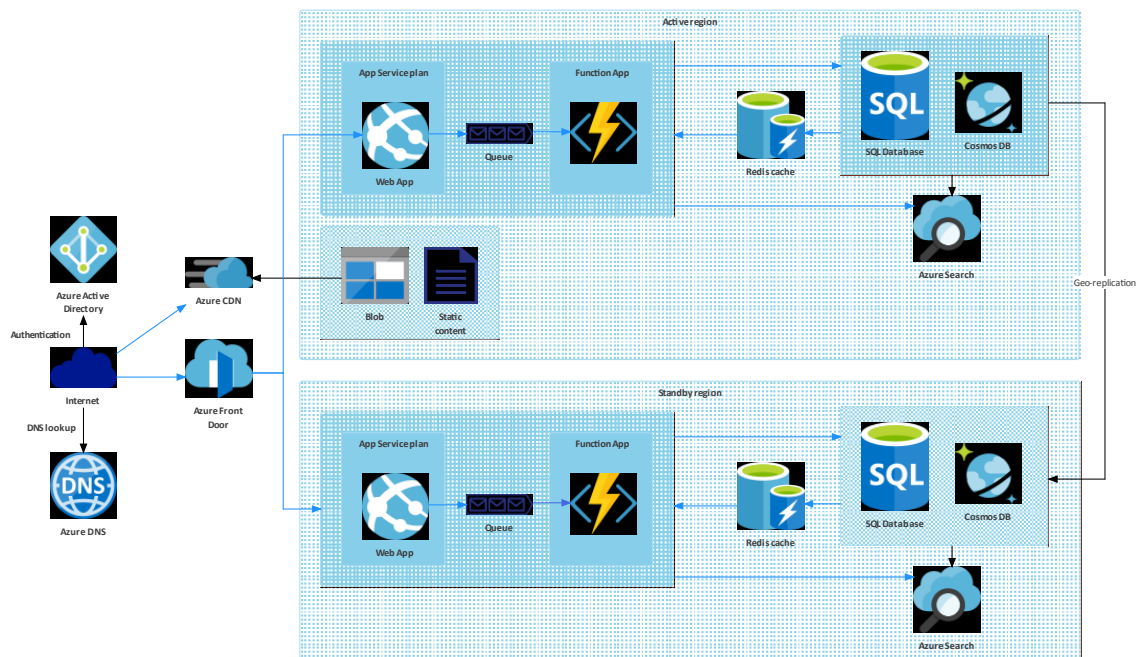 Active region
App Service plan
Function App
SQL
SQL Database
Cosmos DB
Web App
Queue
Redis cache
Azure Search
Blob
Static
content
Azure Active
Directory
Authentication
Internet
DNS lookup
DNS
Azure DNS
Azure CDN
Azure Front
Door
Geo-replication
Standby region
App Service plan
Function App
SQL
SQL Database
Cosmos DB
Web App
Queue
Redis cache
Azure Search